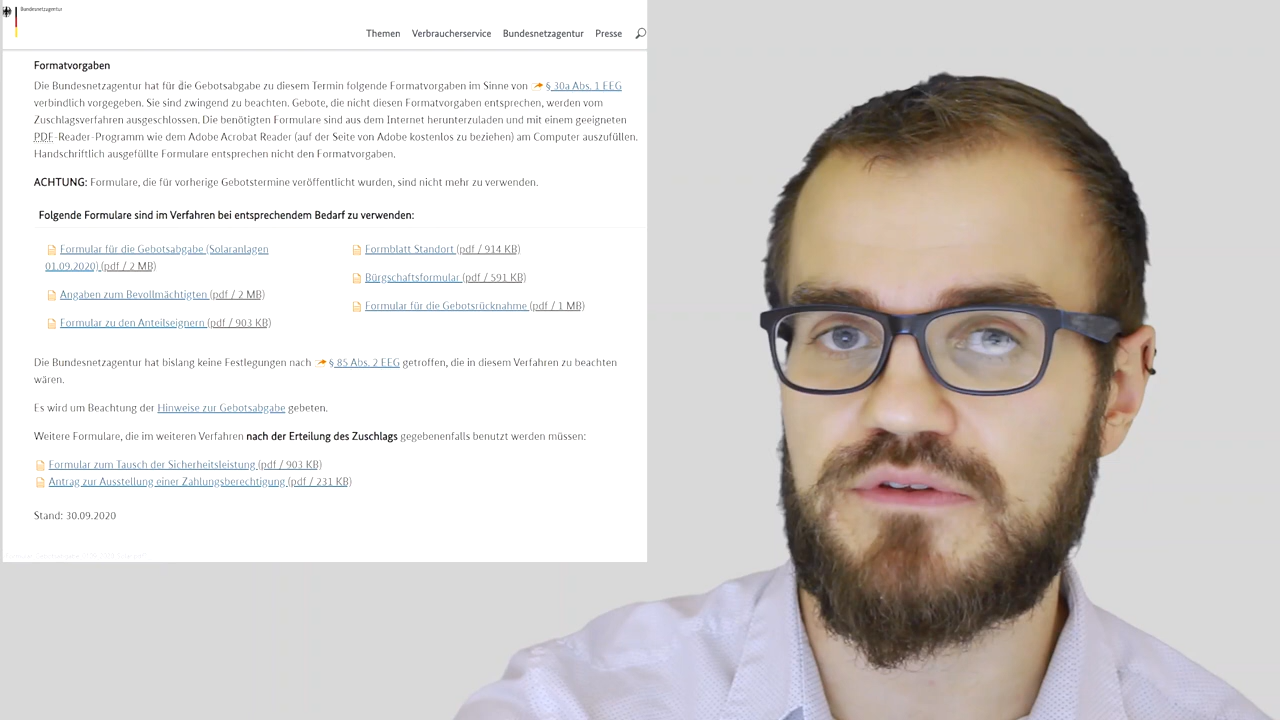 Bundesnetzagentur
Themen Verbraucherservice Bundesnetzagentur Presse
Formatvorgaben
Die Bundesnetzagentur hat für die Gebotsabgabe zu diesem Termin folgende Formatvorgaben im Sinne von § 30a Abs. 1 EEG
verbindlich vorgegeben. Sie sind zwingend zu beachten. Gebote, die nicht diesen Formatvorgaben entsprechen, werden vom
Zuschlagsverfahren ausgeschlossen. Die benötigten Formulare sind aus dem Internet herunterzuladen und mit einem geeigneten
PDF-Reader-Programm wie dem Adobe Acrobat Reader (auf der Seite von Adobe kostenlos zu beziehen) am Computer auszufüllen.
Handschriftlich ausgefüllte Formulare entsprechen nicht den Formatvorgaben.
ACHTUNG: Formulare, die für vorherige Gebotstermine veröffentlicht wurden, sind nicht mehr zu verwenden.
Folgende Formulare sind im Verfahren bei entsprechendem Bedarf zu verwenden:
Formular für die Gebotsabgabe (Solaranlagen
01.09.2020) (pdf / 2 MB)
Angaben zum Bevollmächtigten (pdf / 2 MB)
Formular zu den Anteilseignern (pdf / 903 KB)
Formblatt Standort (pdf / 914 KB)
Bürgschaftsformular (pdf / 591 KB)
Formular für die Gebotsrücknahme (pdf / 1 MB)
Die Bundesnetzagentur hat bislang keine Festlegungen nach § 85 Abs. 2 EEG getroffen, die in diesem Verfahren zu beachten
wären.
Es wird um Beachtung der Hinweise zur Gebotsabgabe gebeten.
Weitere Formulare, die im weiteren Verfahren nach der Erteilung des Zuschlags gegebenenfalls benutzt werden müssen:
Formular zum Tausch der Sicherheitsleistung (pdf / 903 KB)
Antrag zur Ausstellung einer Zahlungsberechtigung (pdf / 231 KB)
Stand: 30.09.2020